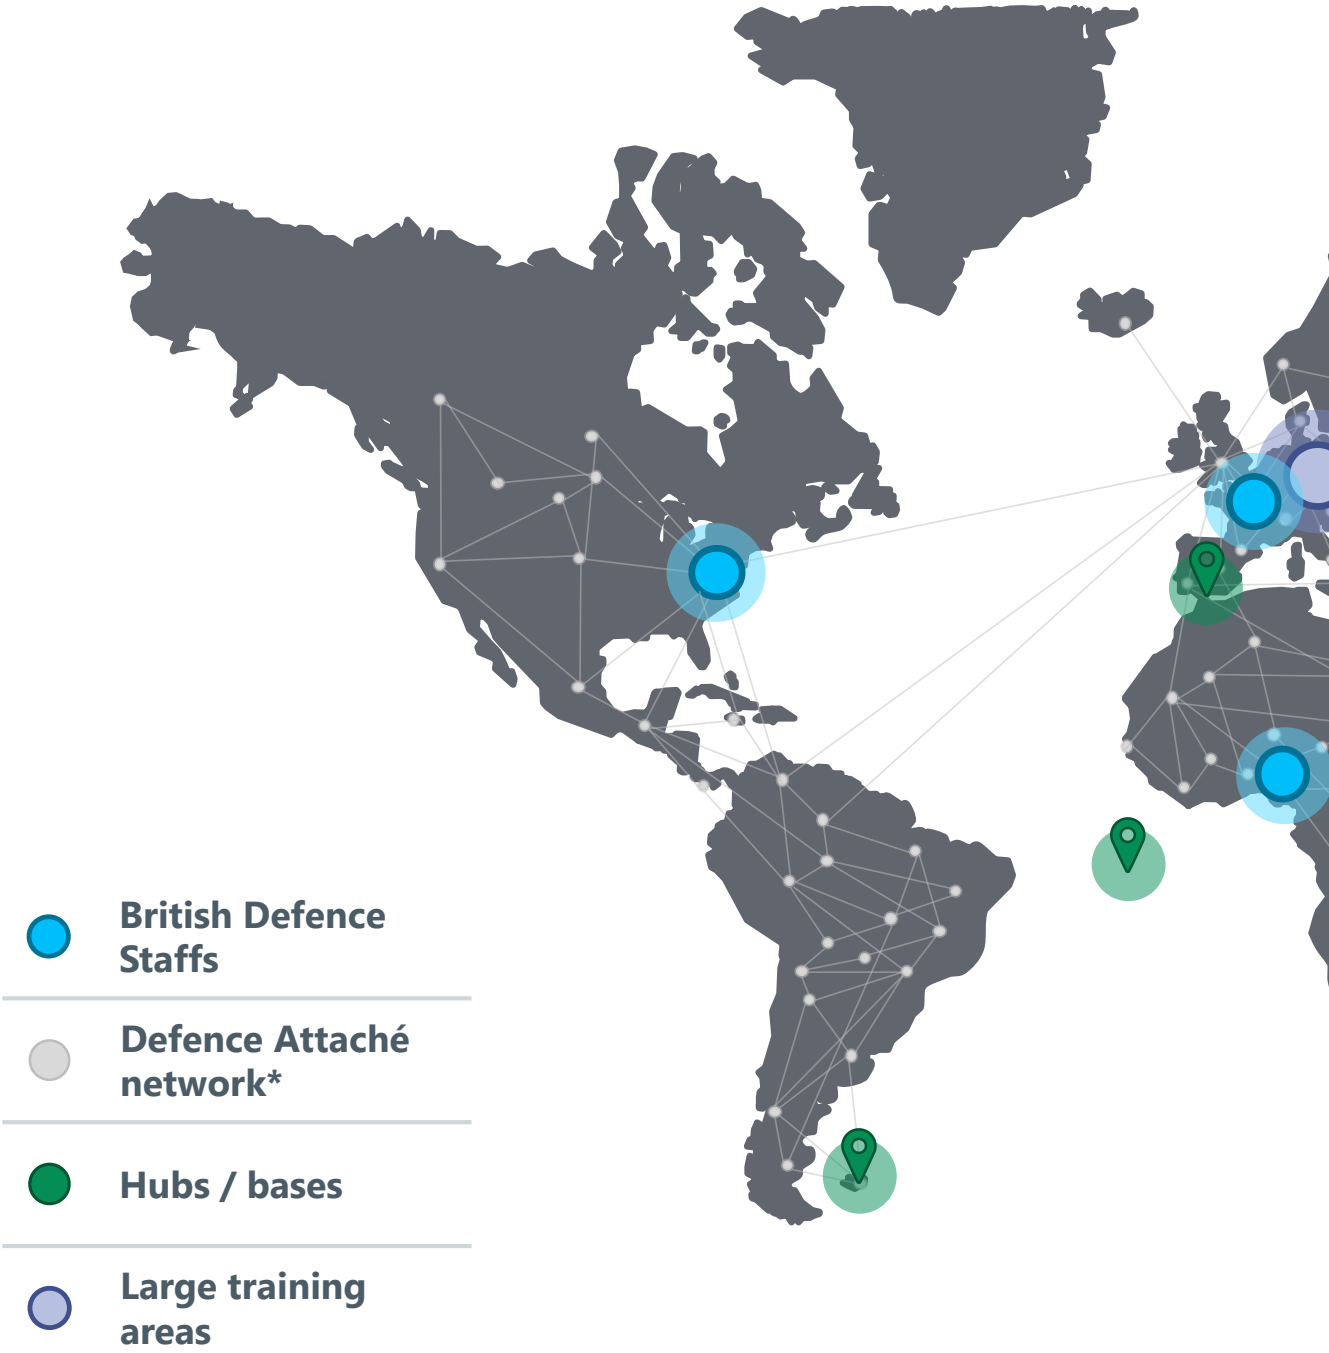 British Defence
Staffs
Defence Attaché
network*
Hubs / bases
Large training
areas